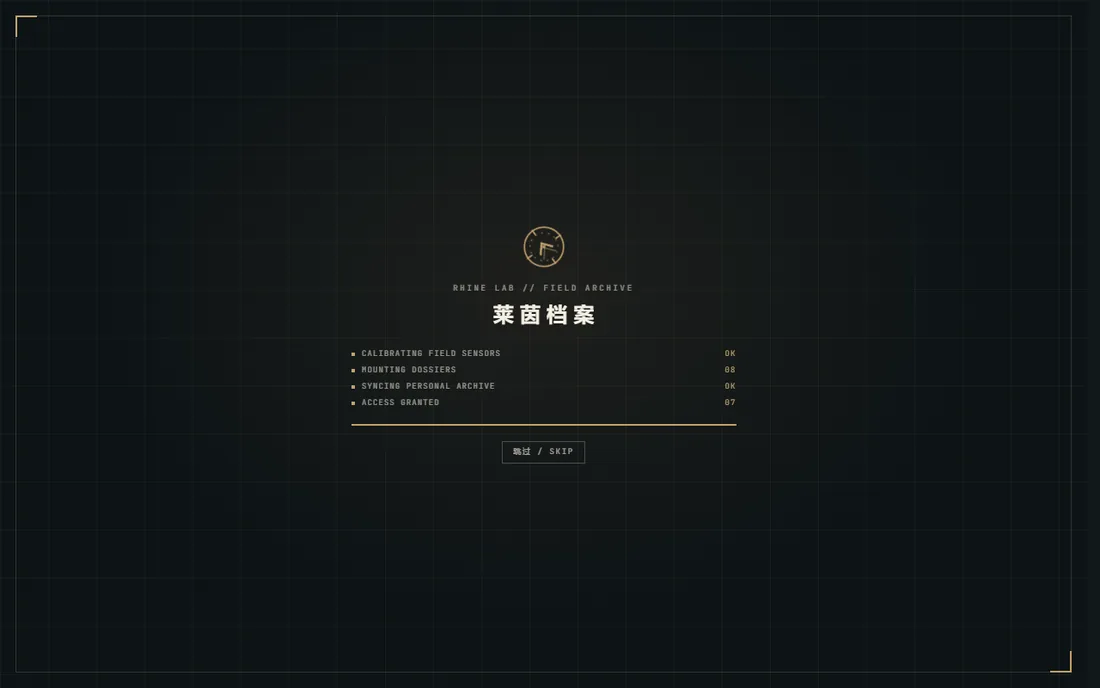 RHINE LAB // FIELD ARCHIVE
莱茵档案
CALIBRATING FIELD SENSORS OK
MOUNTING DOSSIERS 08
SYNCING PERSONAL ARCHIVE OK
ACCESS GRANTED 07
跳过 / SKIP